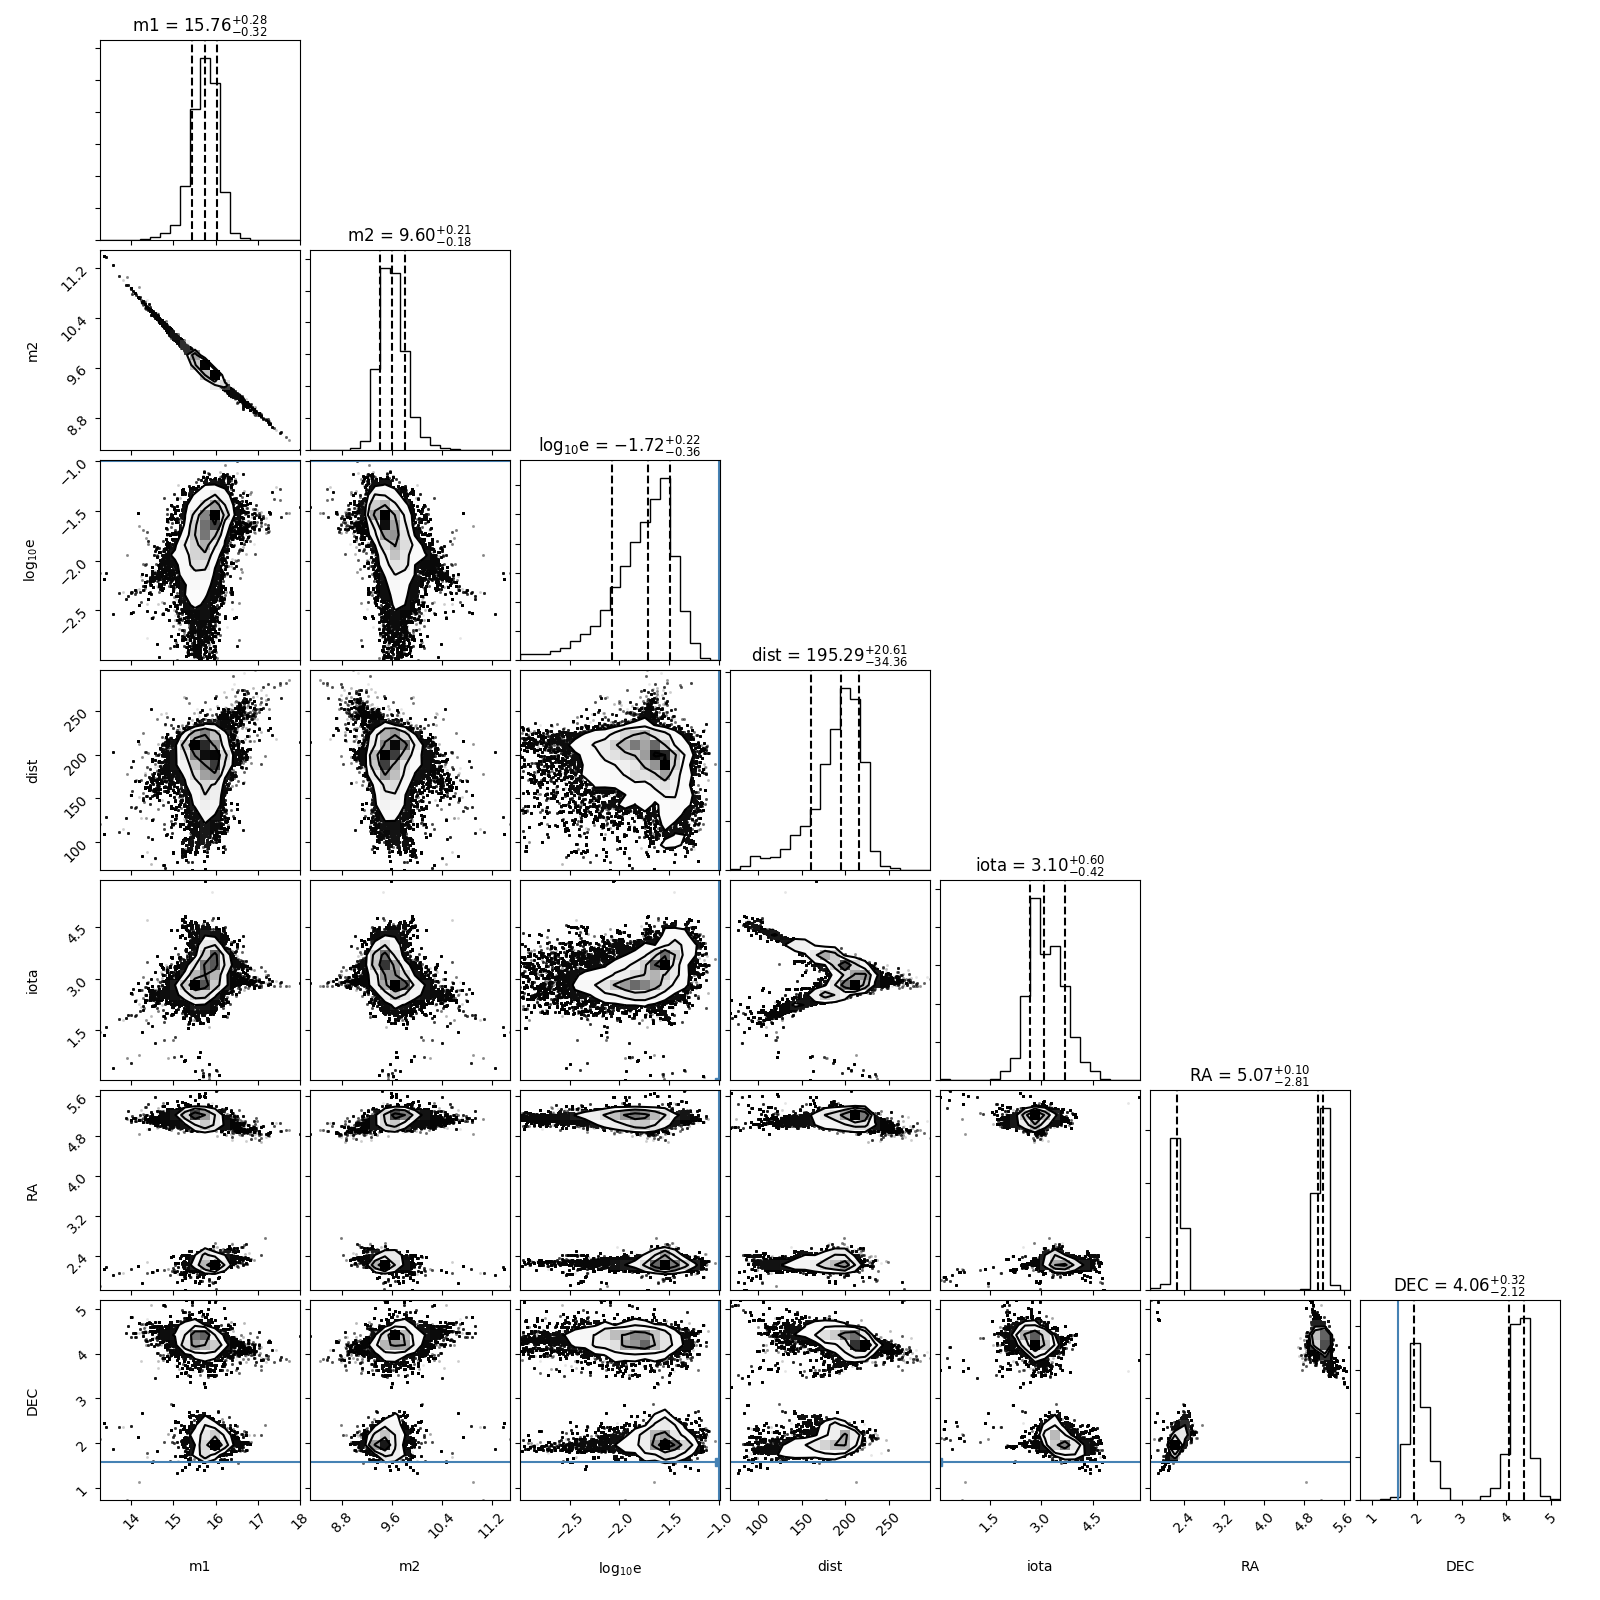 m1 = 15.76+0.28−0.32
m2 = 9.60+0.21−0.18
11.2
10.4
9.6
8.8
m2
log10e = −1.72+0.22−0.36
−1.0
−1.5
−2.0
−2.5
log10e
dist = 195.29+20.61−34.36
250
200
150
100
dist
iota = 3.10+0.60−0.42
4.5
3.0
1.5
iota
RA = 5.07+0.10−2.81
5.6
4.8
4.0
3.2
2.4
RA
DEC = 4.06+0.32−2.12
5
4
3
2
1
DEC
14 15 16 17 18
8.8 9.6 10.4 11.2
−2.5 −2.0 −1.5 −1.0
100 150 200 250
1.5 3.0 4.5
2.4 3.2 4.0 4.8 5.6
1 2 3 4 5
m1 m2 log10e dist iota RA DEC